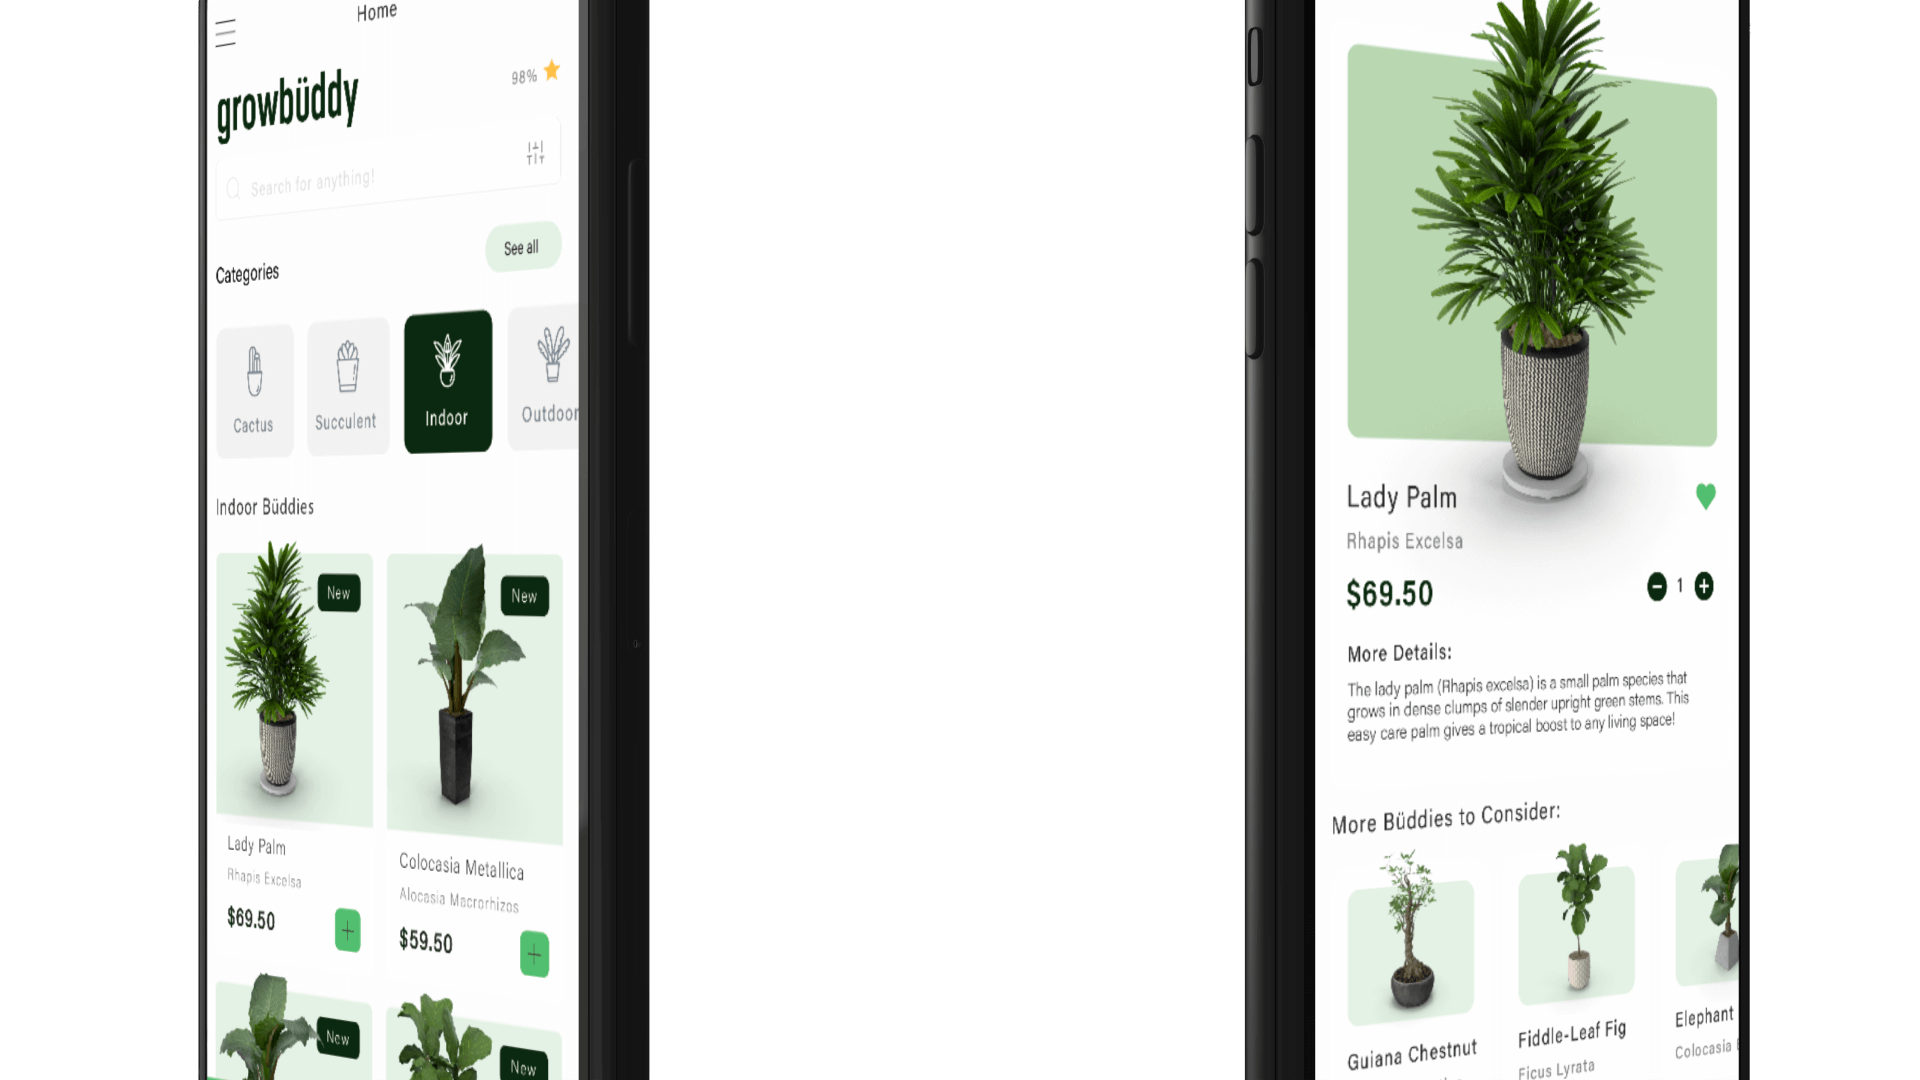 Home
growbüddy
98%
Search for anything!
See all
Categories
Cactus
Succulent
Indoor
Outdoor
Indoor Büddies
New
New
Lady Palm
Rhapis Excelsa
$69.50
Colocasia Metallica
Alocasia Macrorhizos
$59.50
New
New
Lady Palm
Rhapis Excelsa
$69.50
1
More Details:
The lady palm (Rhapis excelsa) is a small palm species that
grows in dense clumps of slender upright green stems. This
easy care palm gives a tropical boost to any living space!
More Büddies to Consider:
Guiana Chestnut
Fiddle-Leaf Fig
Ficus Lyrata
Elephant
Colocasia